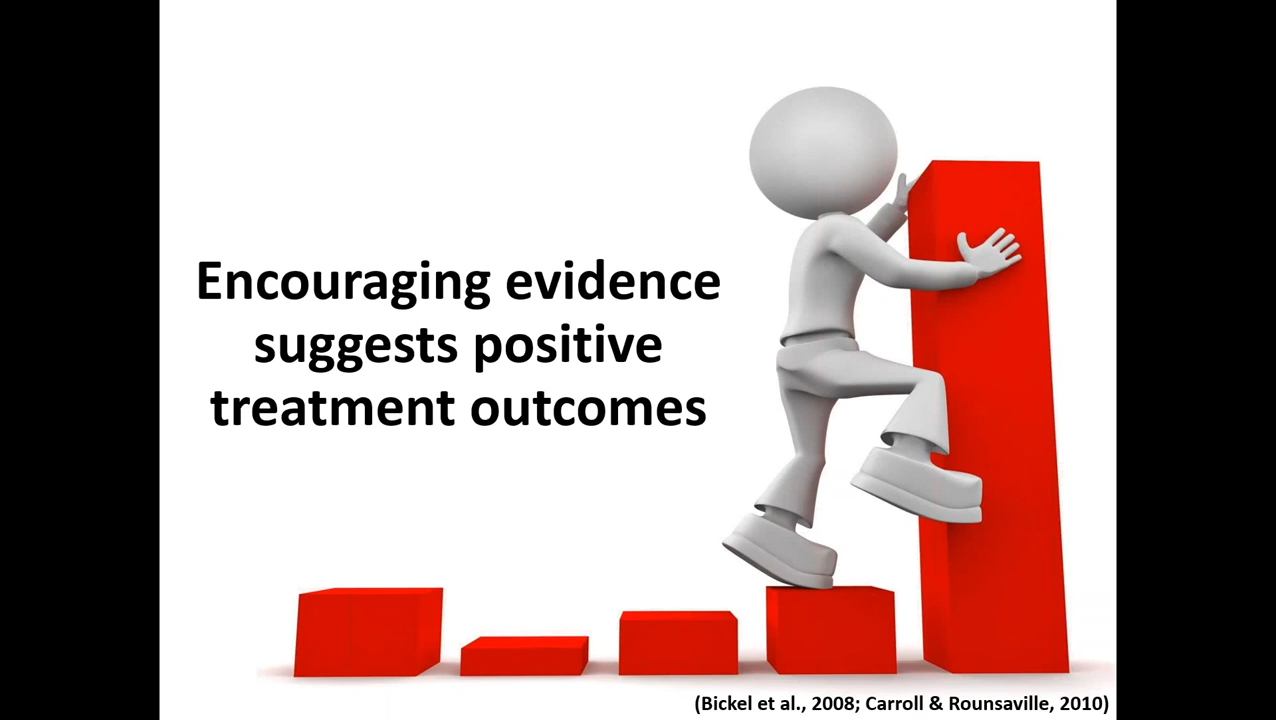 Encouraging evidence
suggests positive
treatment outcomes
(Bickel et al., 2008; Carroll & Rounsaville, 2010)